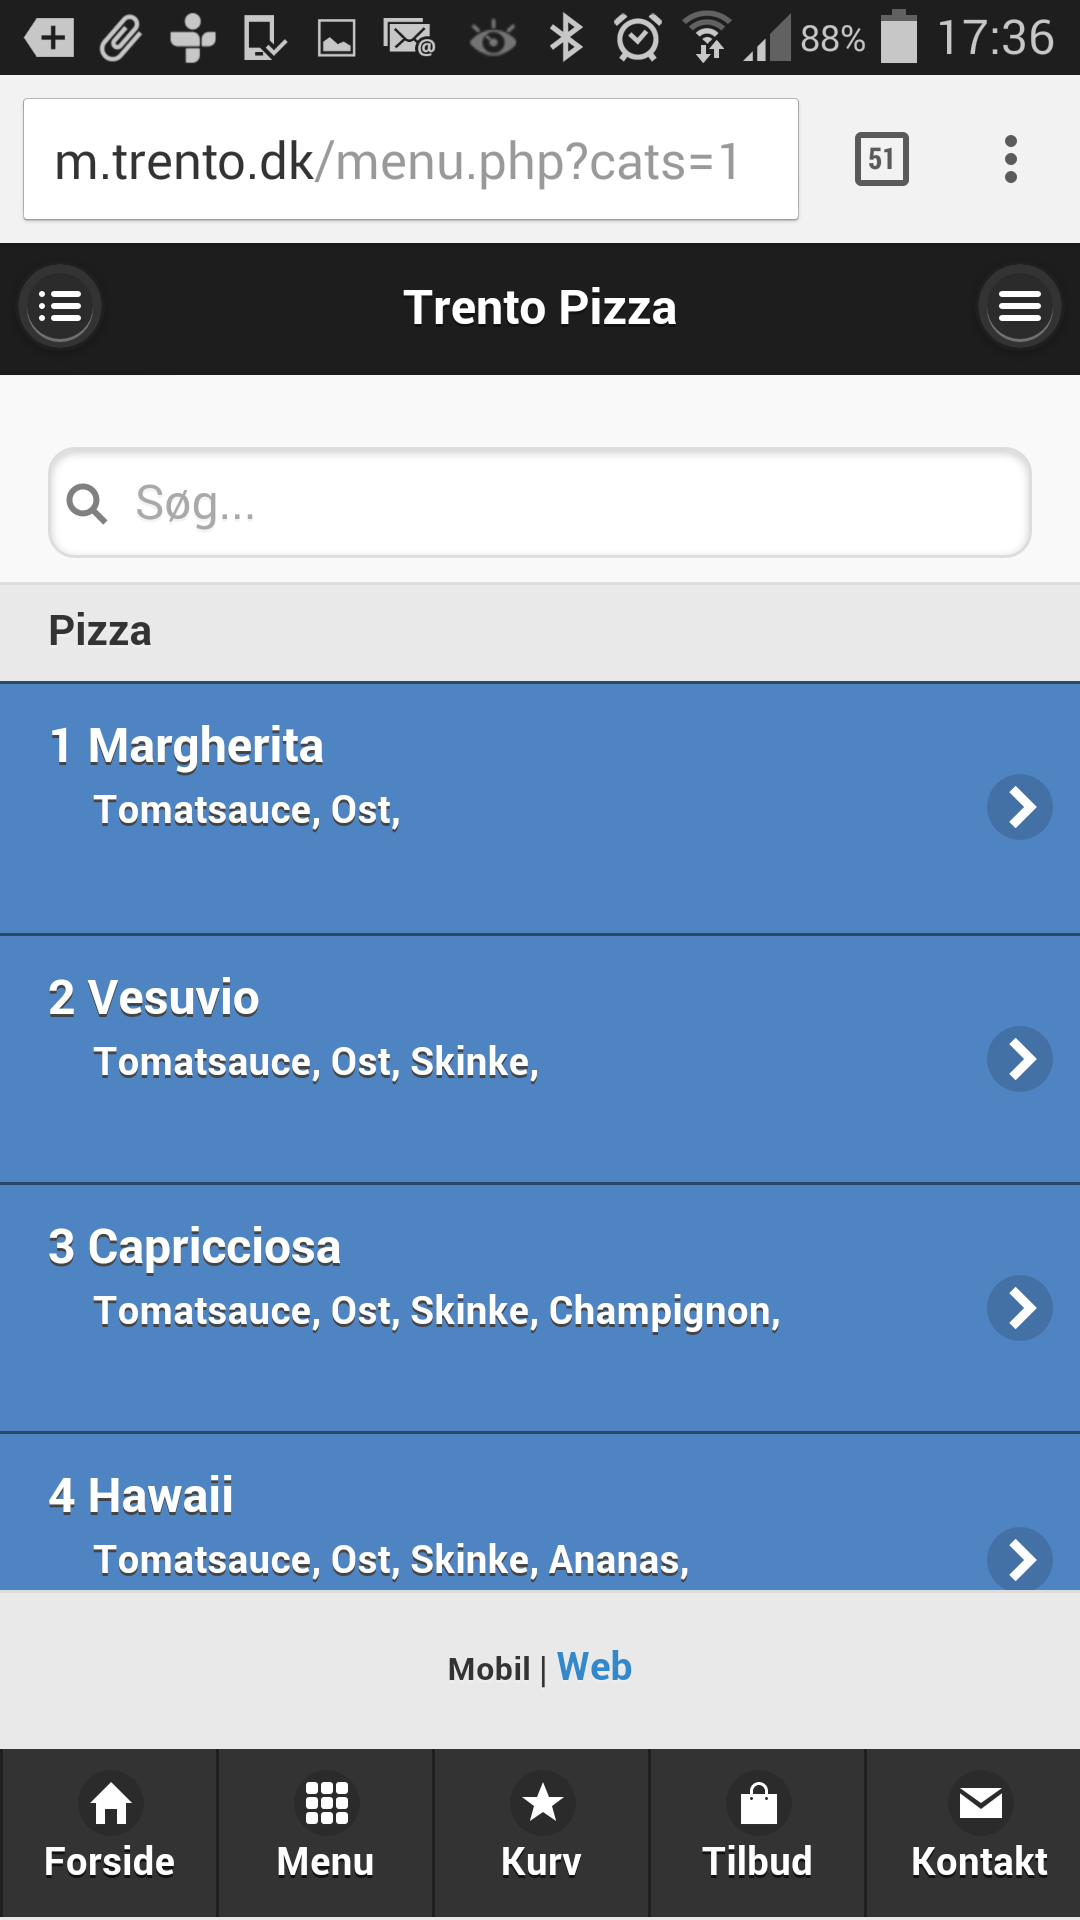 88% 17:36
m.trento.dk/menu.php?cats=1
51
Trento Pizza
Søg...
Pizza
1 Margherita
Tomatsauce, Ost,
2 Vesuvio
Tomatsauce, Ost, Skinke,
3 Capricciosa
Tomatsauce, Ost, Skinke, Champignon,
4 Hawaii
Tomatsauce, Ost, Skinke, Ananas,
Mobil | Web
Forside Menu Kurv Tilbud Kontakt